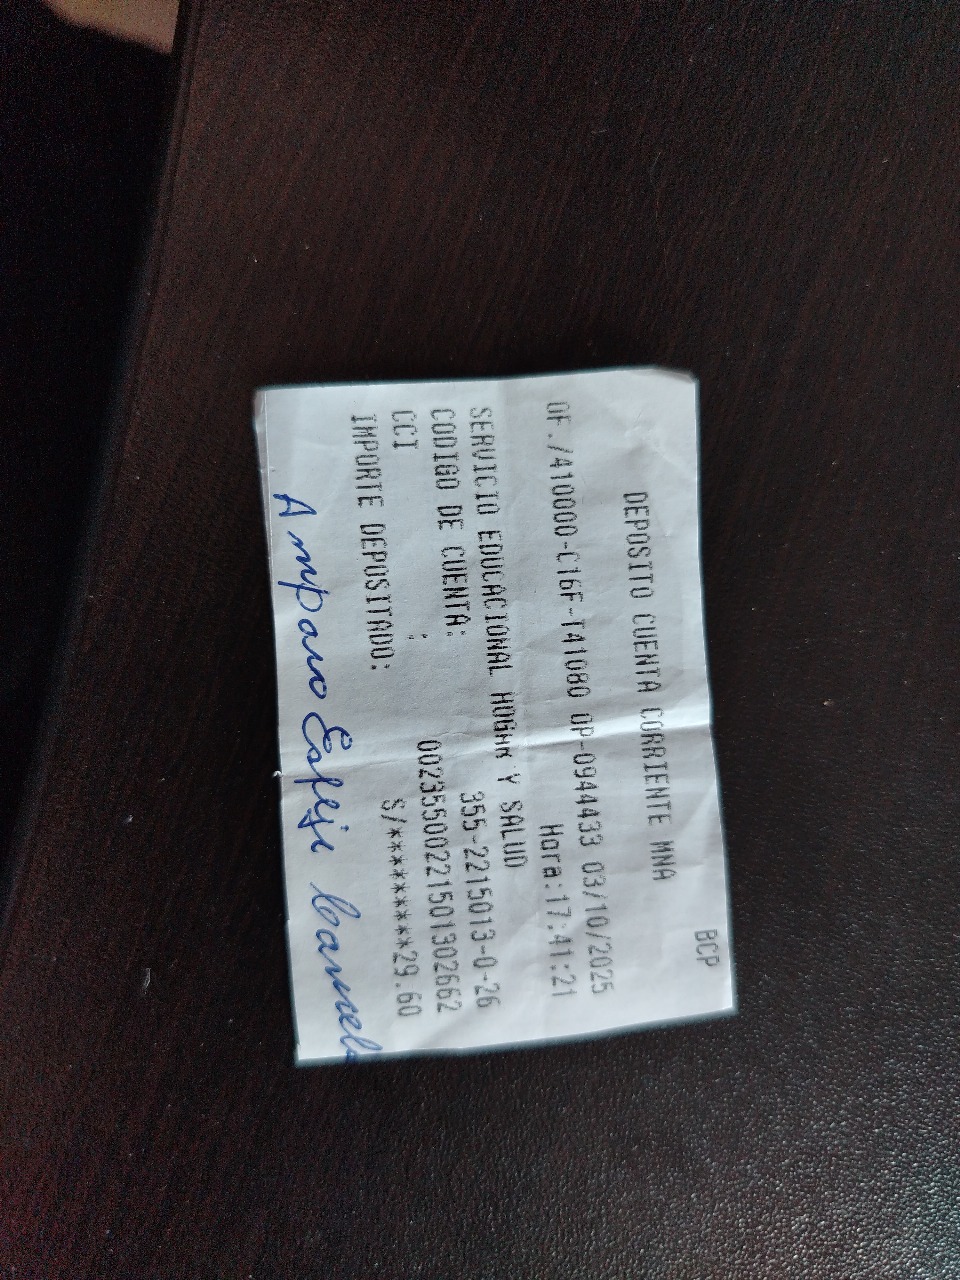 BCP
DEPOSITO CUENTA CORRIENTE MNA
OF./410000-C16F-T41080 OP-094433 03/10/2025
Hora:17:41:21
SERVICIO EDUCACIONAL HOGAR Y SALUD
CODIGO DE CUENTA: 355-2215013-0-26
CCI : 00235500221501302662
IMPORTE DEPOSITADO: S/*********29.60
Amparo